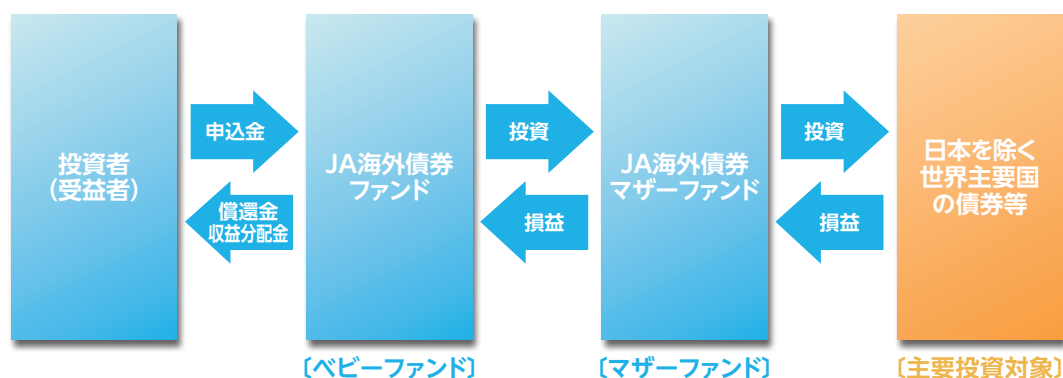 投資者
(受益者)
申込金
償還金
収益分配金
JA海外債券
ファンド
投資
損益
JA海外債券
マザーファンド
投資
損益
日本を除く
世界主要国
の債券等
〔ベビーファンド〕
〔マザーファンド〕
〔主要投資対象〕